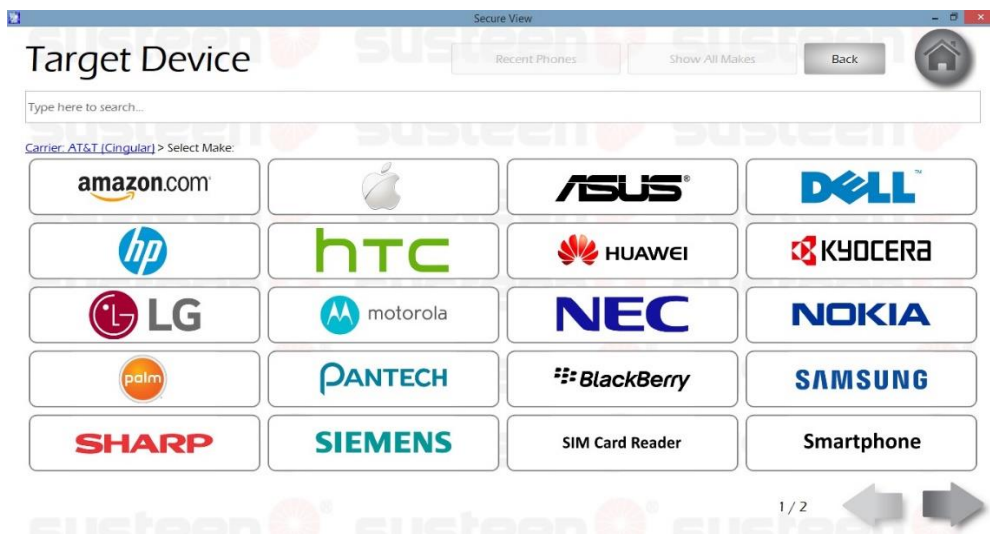 Secure View
Target Device
Recent Phones
Show All Makes
Back
Type here to search...
Carrier: AT&T (Cingular) > Select Make:
amazon.com
ASUS®
DELL™
hp
hTC
HUAWEI
KYOCERA
LG
motorola
NEC
NOKIA
palm
PANTECH
BlackBerry
SAMSUNG
SHARP
SIEMENS
SIM Card Reader
Smartphone
1 / 2
susteen